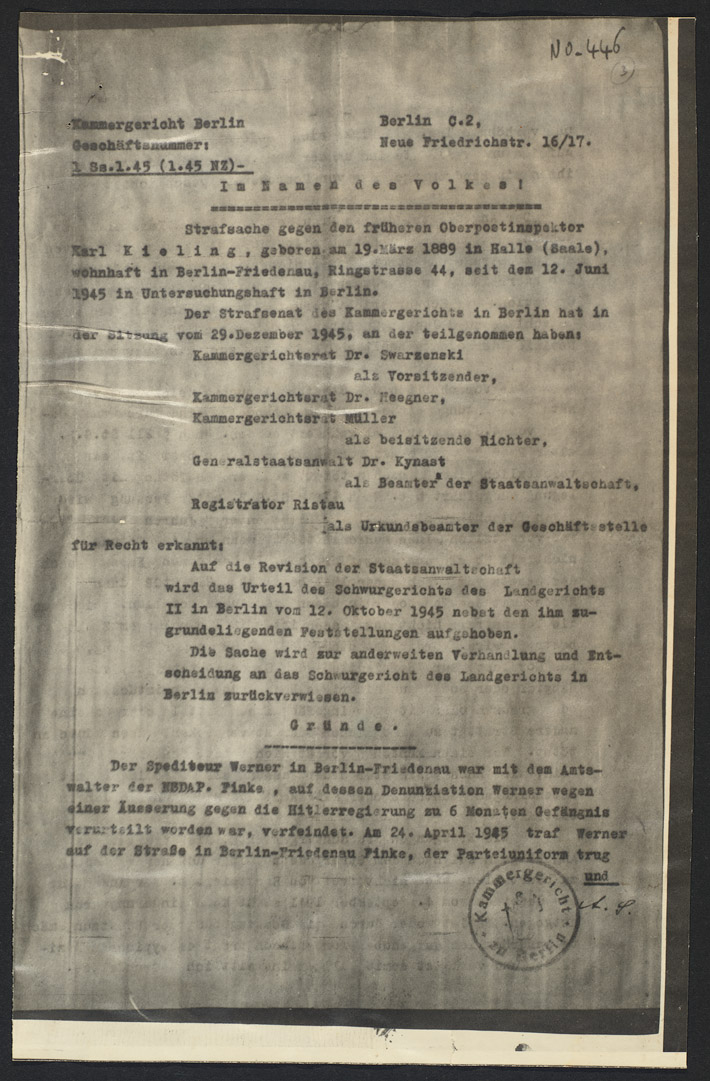 NO-446
3
Kammergericht Berlin
Geschäftsnummer:
1 Ss.1.45 (1.45 NZ)-
Berlin C.2,
Neue Friedrichstr. 16/17.
Im Namen des Volkes!
Strafsache gegen den früheren Oberpostinspektor
Karl Kieling, geboren am 19.März 1889 in Halle (Saale),
wohnhaft in Berlin-Friedenau, Ringstrasse 44, seit dem 12. Juni
1945 in Untersuchungshaft in Berlin.
Der Strafsenat des Kammergerichts in Berlin hat in
der Sitzung vom 29.Dezember 1945, an der teilgenommen haben:
Kammergerichtsrat Dr. Swarzenski
als Vorsitzender,
Kammergerichtsrat Dr. Meegner,
Kammergerichtsrat Müller
als beisitzende Richter,
Generalstaatsanwalt Dr. Kynast
als Beamter der Staatsanwaltschaft,
Registrator Ristau
als Urkundsbeamter der Geschäftsstelle
für Recht erkannt:
Auf die Revision der Staatsanwaltschaft
wird das Urteil des Schwurgerichts des Landgerichts
II in Berlin vom 12. Oktober 1945 nebst den ihm zu-
grundeliegenden Feststellungen aufgehoben.
Die Sache wird zur anderweiten Verhandlung und Ent-
scheidung an das Schwurgericht des Landgerichts in
Berlin zurückverwiesen.
Gründe.
Der Spediteur Werner in Berlin-Friedenau war mit dem Amts-
walter der NSDAP. Finke, auf dessen Denunziation Werner wegen
einer Äusserung gegen die Hitlerregierung zu 6 Monaten Gefängnis
verurteilt worden war, verfeindet. Am 24. April 1945 traf Werner
auf der Straße in Berlin-Friedenau Finke, der Parteiuniform trug
und
Kammergericht
zu Berlin